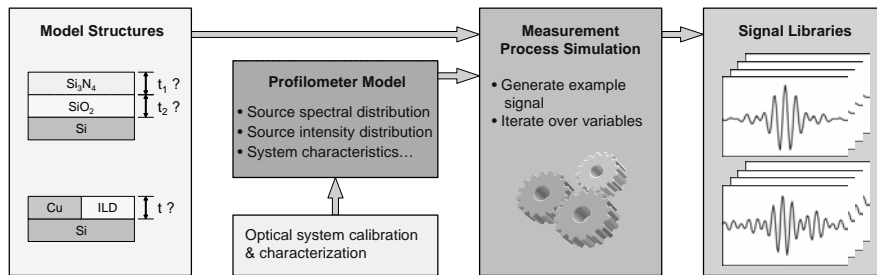 Model Structures
Si₃N₄
t₁ ?
SiO₂
t₂ ?
Si
Cu
ILD
t ?
Si
Profilometer Model
• Source spectral distribution
• Source intensity distribution
• System characteristics…
Optical system calibration
& characterization
Measurement
Process Simulation
• Generate example
signal
• Iterate over variables
Signal Libraries